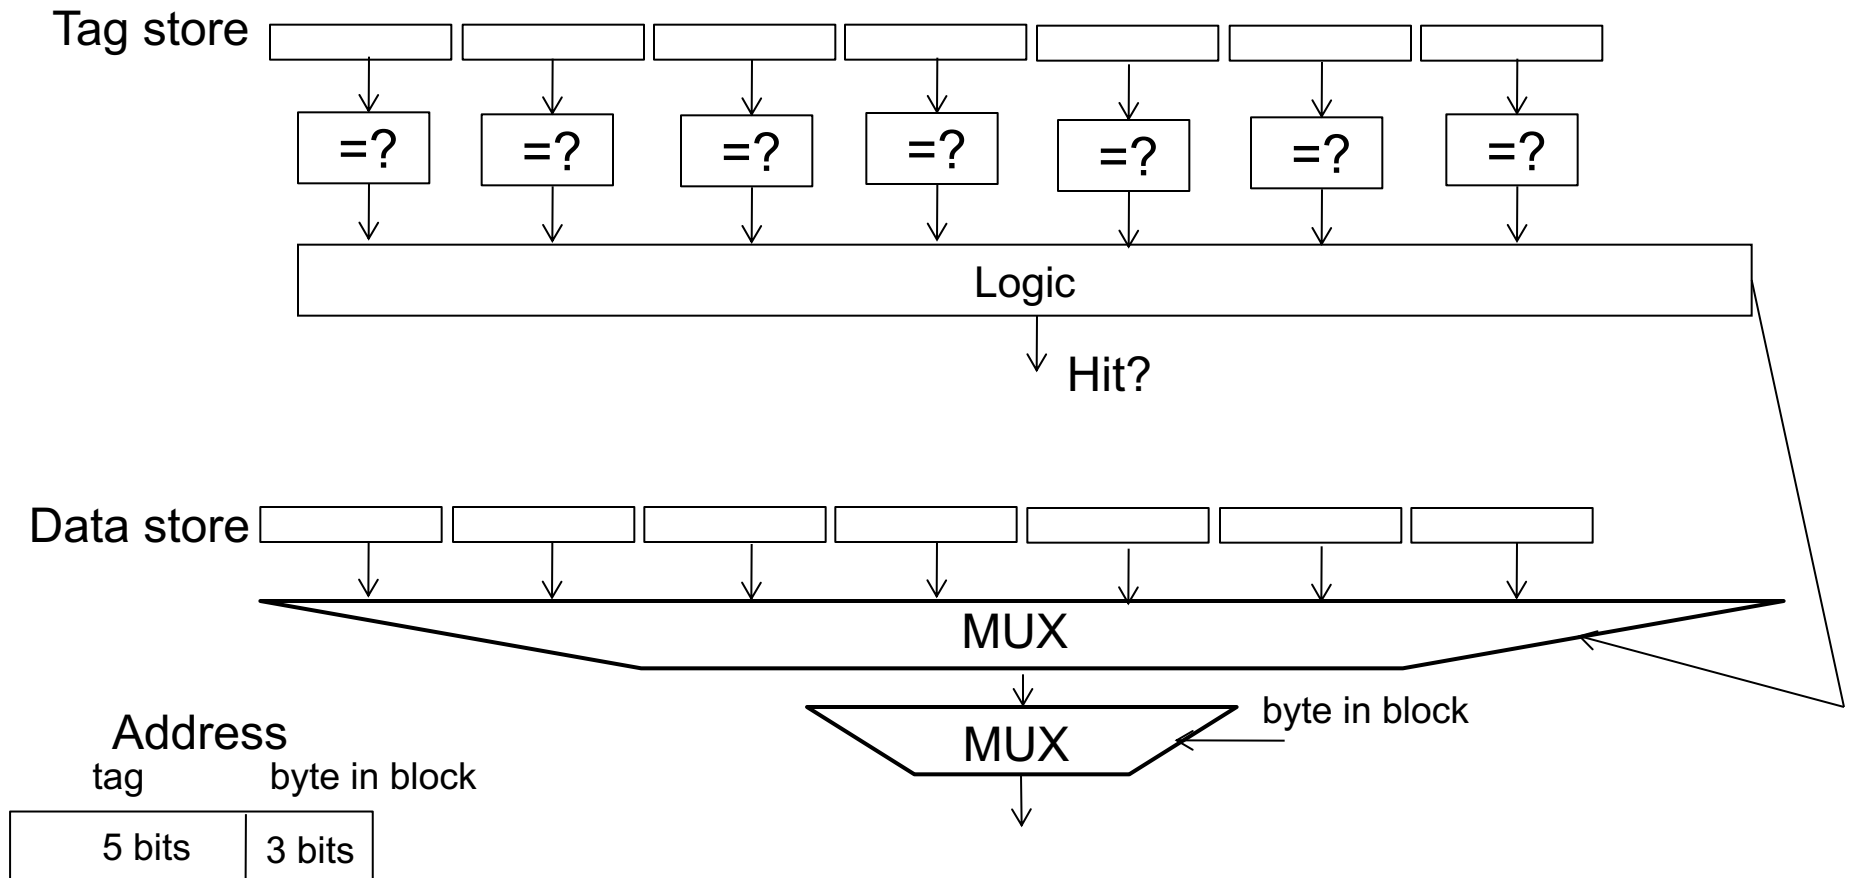 Tag store
=? =? =? =? =? =? =?
Logic
Hit?
Data store
MUX
byte in block
MUX
Address
tag byte in block
5 bits 3 bits